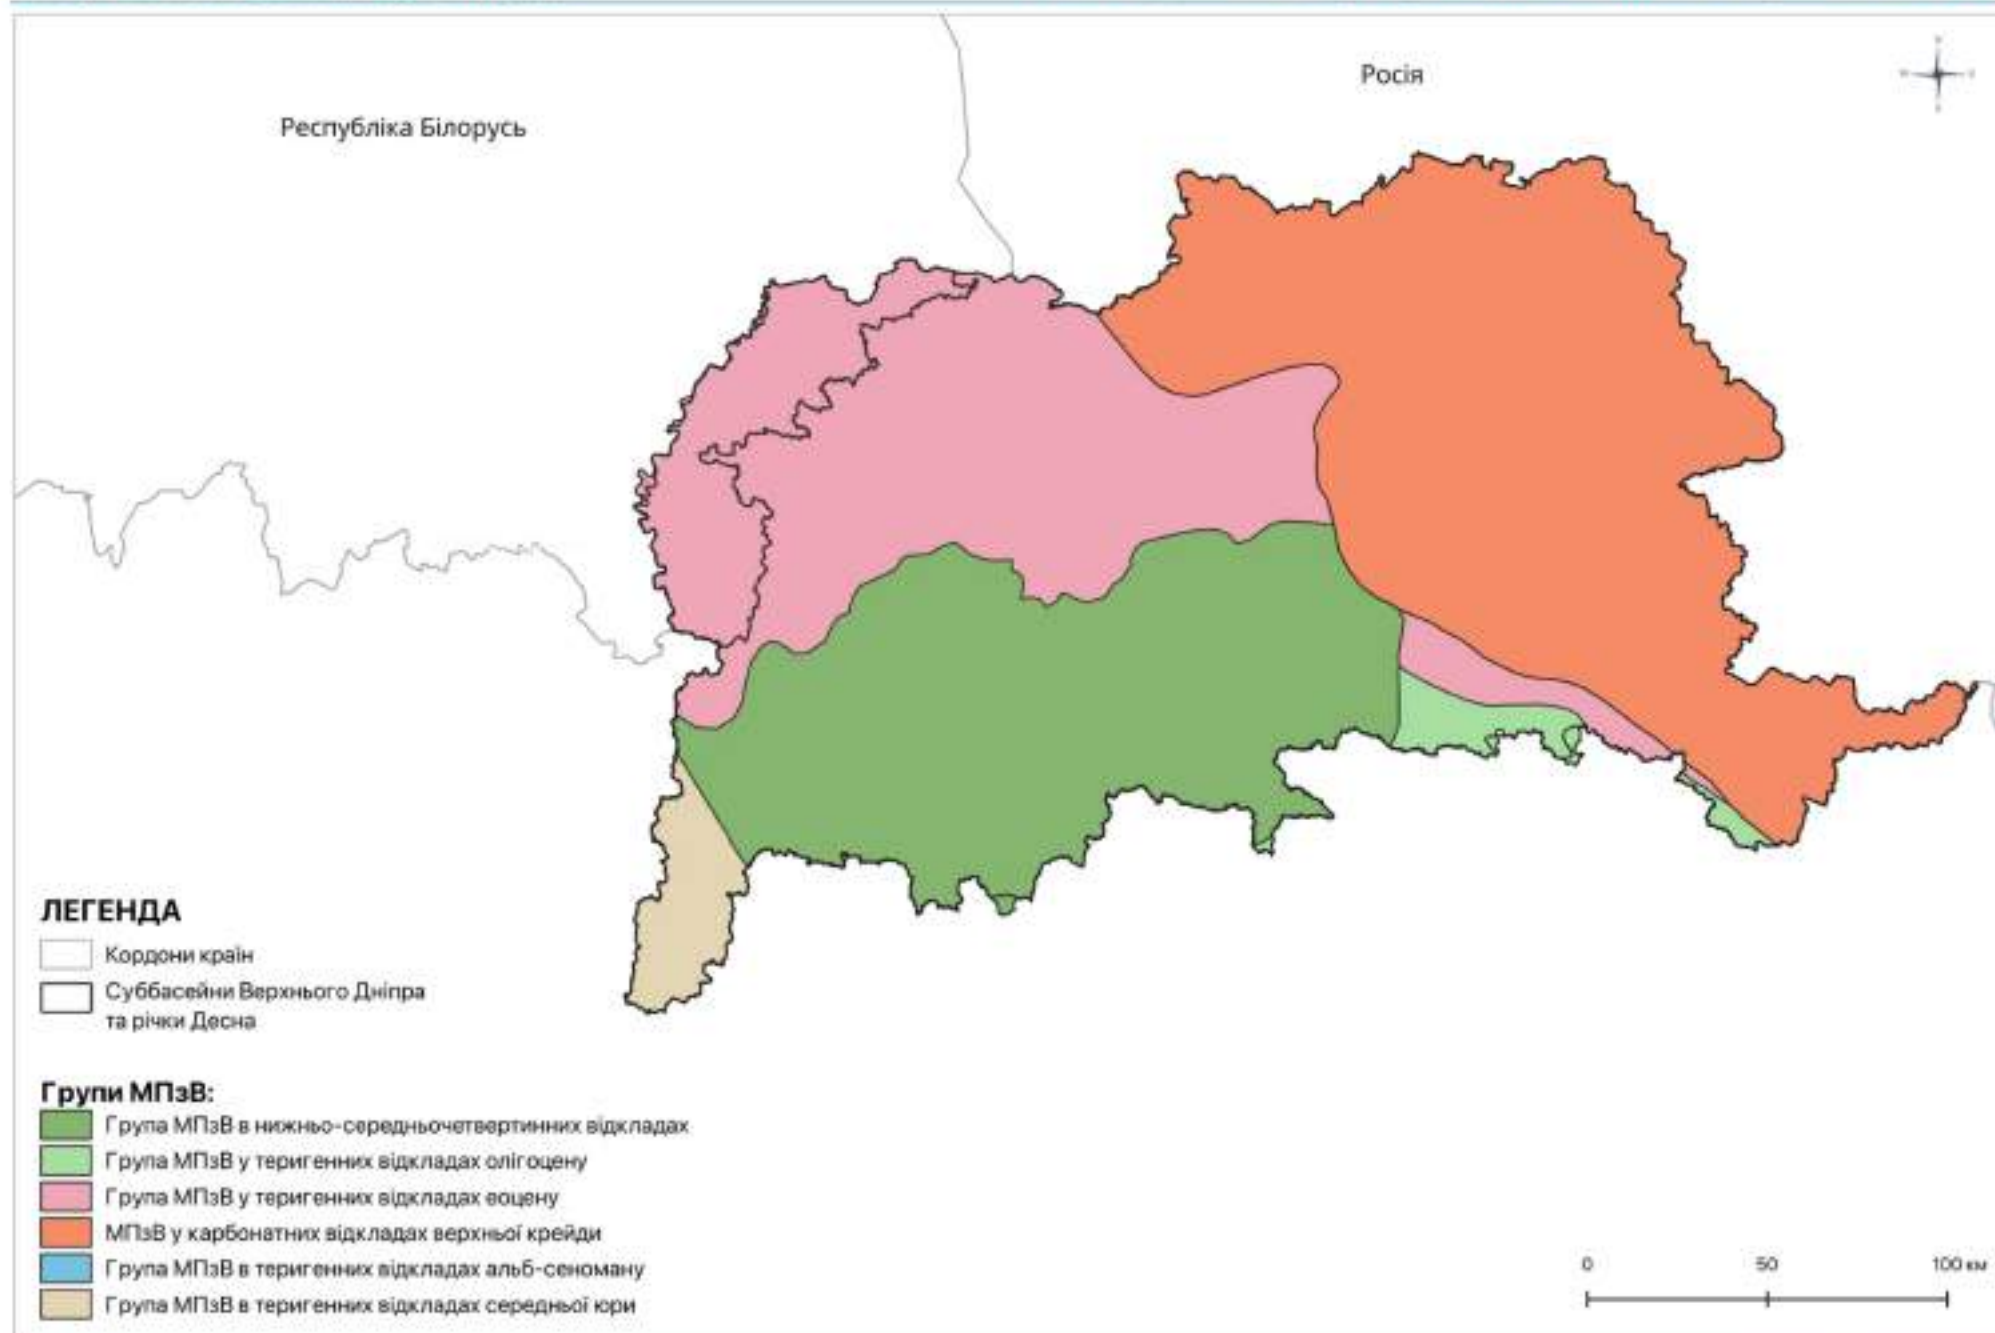 Росія
Республіка Білорусь
ЛЕГЕНДА
Кордони країн
Суббасейни Верхнього Дніпра
та річки Десна
Групи МПзВ:
Група МПзВ в нижньо-середньочетвертинних відкладах
Група МПзВ у теригенних відкладах олігоцену
Група МПзВ у теригенних відкладах еоцену
МПзВ у карбонатних відкладах верхньої крейди
Група МПзВ в теригенних відкладах альб-сеноману
Група МПзВ в теригенних відкладах середньої юри
0 50 100 км